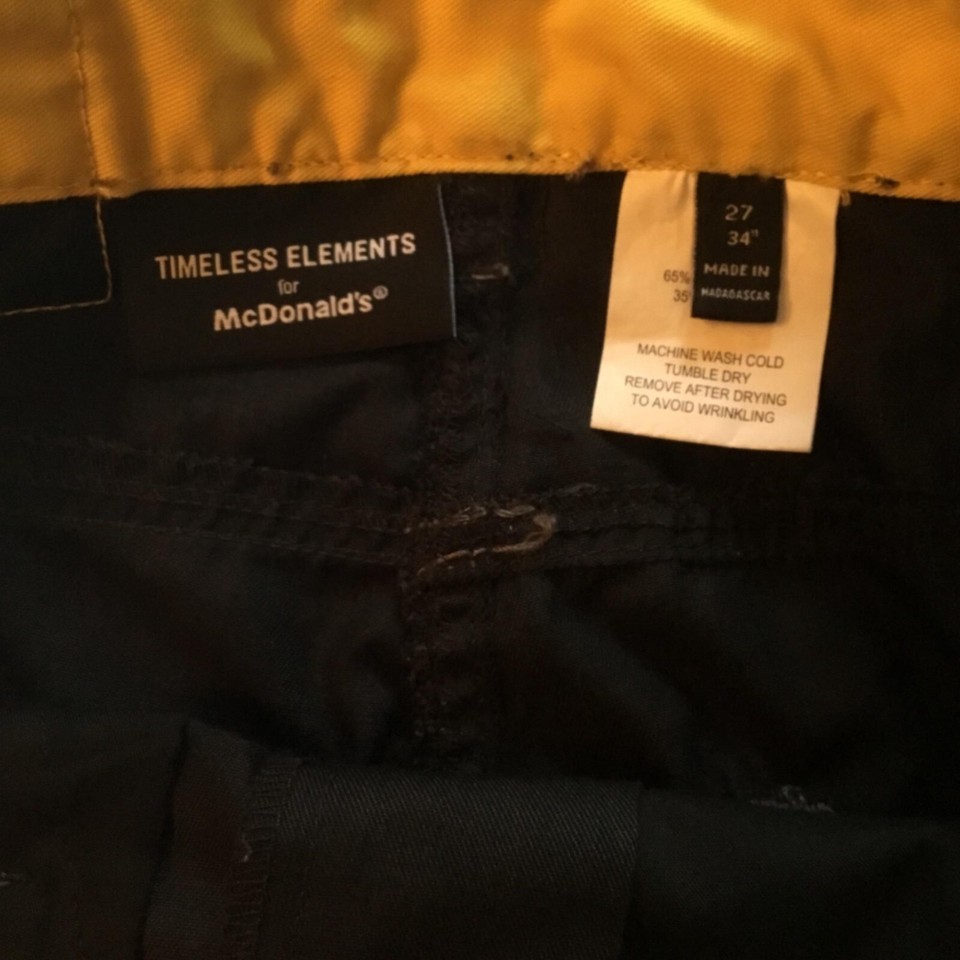 TIMELESS ELEMENTS
for
McDonald's®
27
34"
MADE IN
MADAGASCAR
65%
35
MACHINE WASH COLD
TUMBLE DRY
REMOVE AFTER DRYING
TO AVOID WRINKLING